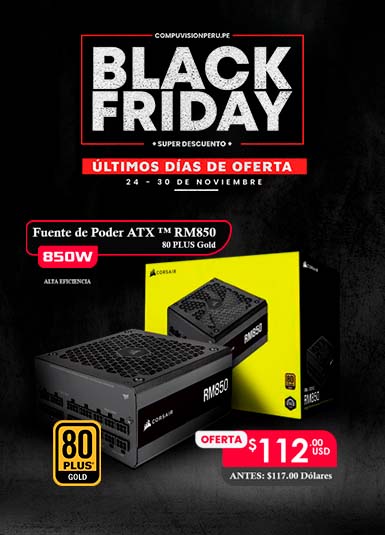 COMPUVISIONPERU.PE
BLACK
FRIDAY
• SUPER DESCUENTO •
ÚLTIMOS DÍAS DE OFERTA
24 - 30 DE NOVIEMBRE
Fuente de Poder ATX ™ RM850
80 PLUS Gold
850W
ALTA EFICIENCIA
CORSAIR
RM850
RM850
CORSAIR
RM850
80
PLUS
GOLD
OFERTA
$112.00
USD
ANTES: $117.00 Dólares